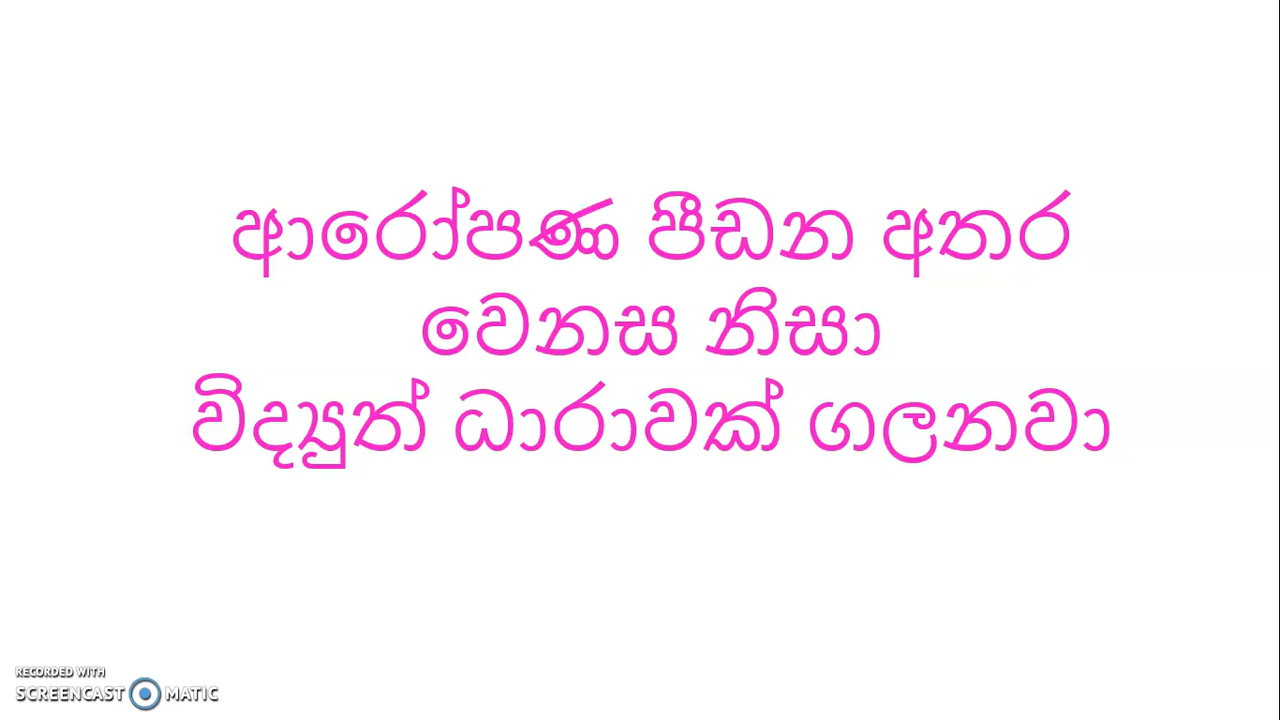 ආරෝපණ පීඩන අතර
වෙනස නිසා
විද්‍යුත් ධාරාවක් ගලනවා
RECORDED WITH
SCREENCAST MATIC